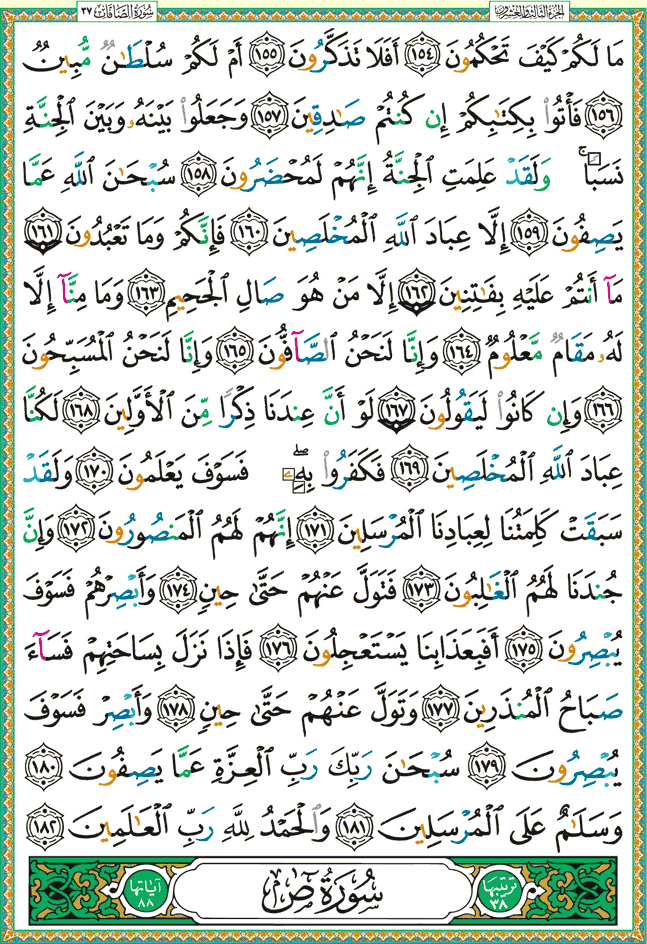 الجزء الثالث والعشرون
سورة الصافات ٣٧
مَا لَكُمْ كَيْفَ تَحْكُمُونَ ١٥٤ أَفَلَا تَذَكَّرُونَ ١٥٥ أَمْ لَكُمْ سُلْطَٰنٌ مُّبِينٌ
١٥٦ فَأْتُوا۟ بِكِتَٰبِكُمْ إِن كُنتُمْ صَٰدِقِينَ ١٥٧ وَجَعَلُوا۟ بَيْنَهُۥ وَبَيْنَ الْجِنَّةِ
نَسَبًا ۚ وَلَقَدْ عَلِمَتِ الْجِنَّةُ إِنَّهُمْ لَمُحْضَرُونَ ١٥٨ سُبْحَٰنَ اللَّهِ عَمَّا
يَصِفُونَ ١٥٩ إِلَّا عِبَادَ اللَّهِ الْمُخْلَصِينَ ١٦٠ فَإِنَّكُمْ وَمَا تَعْبُدُونَ ١٦١
مَآ أَنتُمْ عَلَيْهِ بِفَٰتِنِينَ ١٦٢ إِلَّا مَنْ هُوَ صَالِ الْجَحِيمِ ١٦٣ وَمَا مِنَّآ إِلَّا
لَهُۥ مَقَامٌ مَّعْلُومٌ ١٦٤ وَإِنَّا لَنَحْنُ الصَّآفُّونَ ١٦٥ وَإِنَّا لَنَحْنُ الْمُسَبِّحُونَ
١٦٦ وَإِن كَانُوا۟ لَيَقُولُونَ ١٦٧ لَوْ أَنَّ عِندَنَا ذِكْرًا مِّنَ الْأَوَّلِينَ ١٦٨ لَكُنَّا
عِبَادَ اللَّهِ الْمُخْلَصِينَ ١٦٩ فَكَفَرُوا۟ بِهِۦ ۖ فَسَوْفَ يَعْلَمُونَ ١٧٠ وَلَقَدْ
سَبَقَتْ كَلِمَتُنَا لِعِبَادِنَا الْمُرْسَلِينَ ١٧١ إِنَّهُمْ لَهُمُ الْمَنصُورُونَ ١٧٢ وَإِنَّ
جُندَنَا لَهُمُ الْغَٰلِبُونَ ١٧٣ فَتَوَلَّ عَنْهُمْ حَتَّىٰ حِينٍ ١٧٤ وَأَبْصِرْهُمْ فَسَوْفَ
يُبْصِرُونَ ١٧٥ أَفَبِعَذَابِنَا يَسْتَعْجِلُونَ ١٧٦ فَإِذَا نَزَلَ بِسَاحَتِهِمْ فَسَآءَ
صَبَاحُ الْمُنذَرِينَ ١٧٧ وَتَوَلَّ عَنْهُمْ حَتَّىٰ حِينٍ ١٧٨ وَأَبْصِرْ فَسَوْفَ
يُبْصِرُونَ ١٧٩ سُبْحَٰنَ رَبِّكَ رَبِّ الْعِزَّةِ عَمَّا يَصِفُونَ ١٨٠
وَسَلَٰمٌ عَلَى الْمُرْسَلِينَ ١٨١ وَالْحَمْدُ لِلَّهِ رَبِّ الْعَٰلَمِينَ ١٨٢
ترتيبها ٣٨ سُورَةُ صٓ آياتها ٨٨